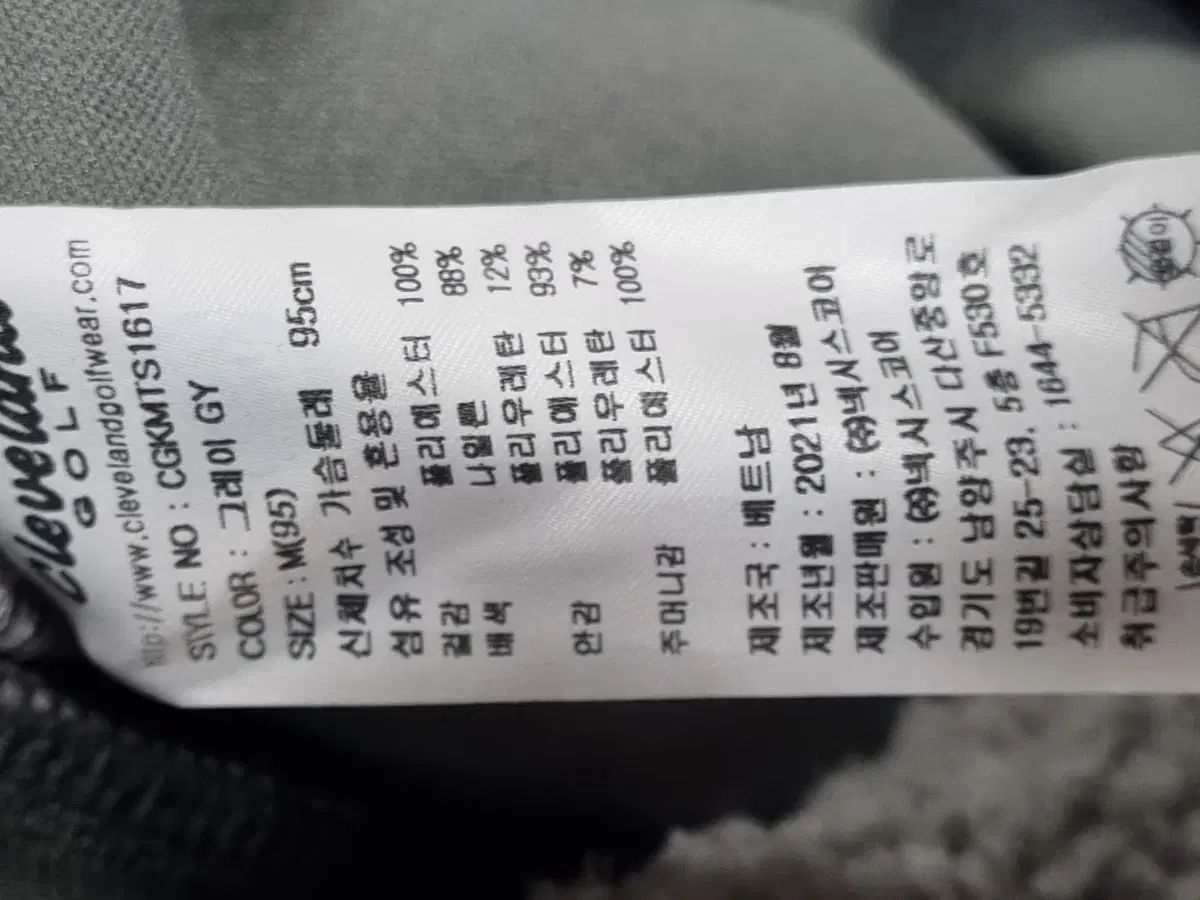 Cleveland
GOLF
http://www.clevelandgolfwear.com
STYLE NO : CGKMTS1617
COLOR : 그레이 GY
SIZE : M(95)
신체치수 가슴둘레 95cm
섬유 조성 및 혼용율
겉감 폴리에스터 100%
배색 나일론 88%
폴리우레탄 12%
안감 폴리에스터 93%
폴리우레탄 7%
주머니감 폴리에스터 100%
제조국 : 베트남
제조년월 : 2021년 8월
제조판매원 : (주)넥시스코어
수입원 : (주)넥시스코어
경기도 남양주시 다산중앙로
19번길 25-23, 5층 F530호
소비자상담실 : 1644-5332
취급주의사항
손세탁